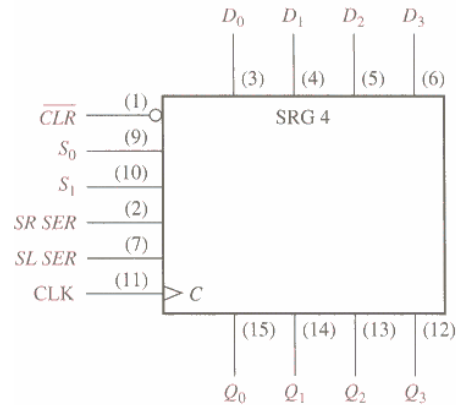 D₀ D₁ D₂ D₃
(3) (4) (5) (6)
SRG 4
(1)
C̅L̅R̅
(9)
S₀
(10)
S₁
(2)
SR SER
(7)
SL SER
(11)
CLK C
(15) (14) (13) (12)
Q₀ Q₁ Q₂ Q₃